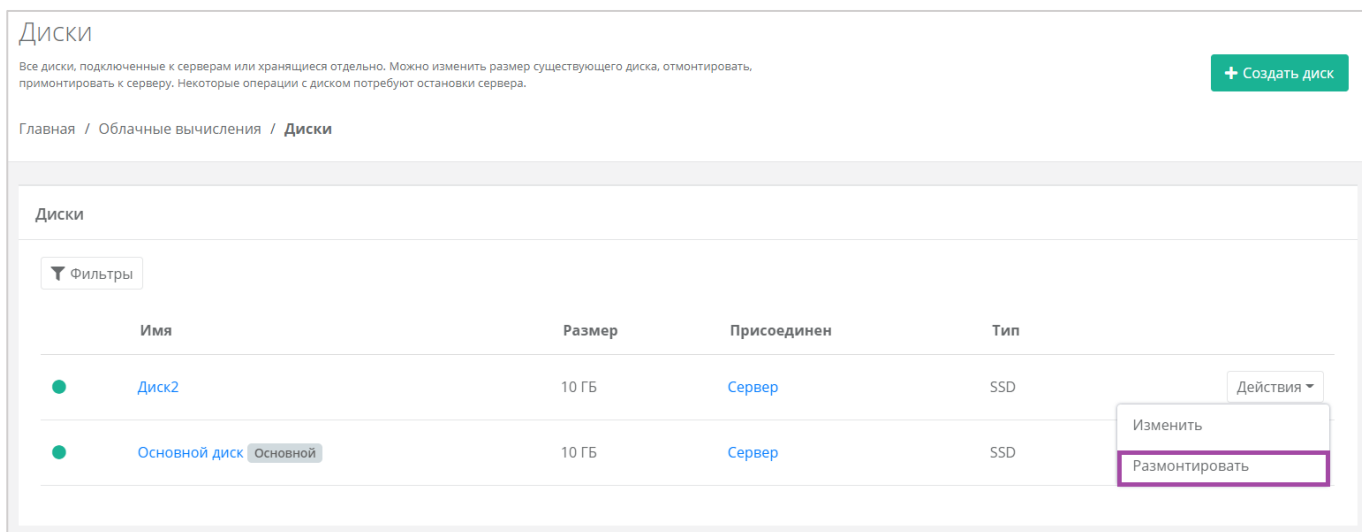 Диски
Все диски, подключенные к серверам или хранящиеся отдельно. Можно изменить размер существующего диска, отмонтировать,
примонтировать к серверу. Некоторые операции с диском потребуют остановки сервера.
+ Создать диск
Главная / Облачные вычисления / Диски
Диски
Фильтры
Имя Размер Присоединен Тип
Диск2 10 ГБ Сервер SSD Действия
Изменить
Основной диск Основной 10 ГБ Сервер SSD
Размонтировать